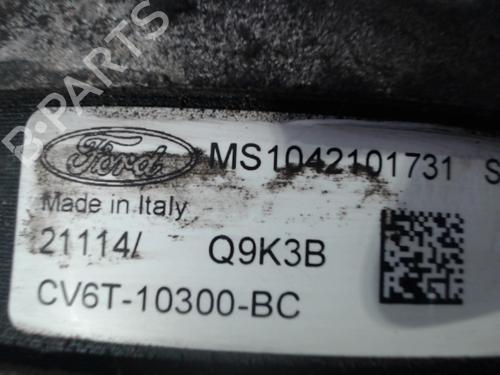 Ford MS1042101731 S
Made in Italy
21114/ Q9K3B
CV6T-10300-BC
B-PARTS